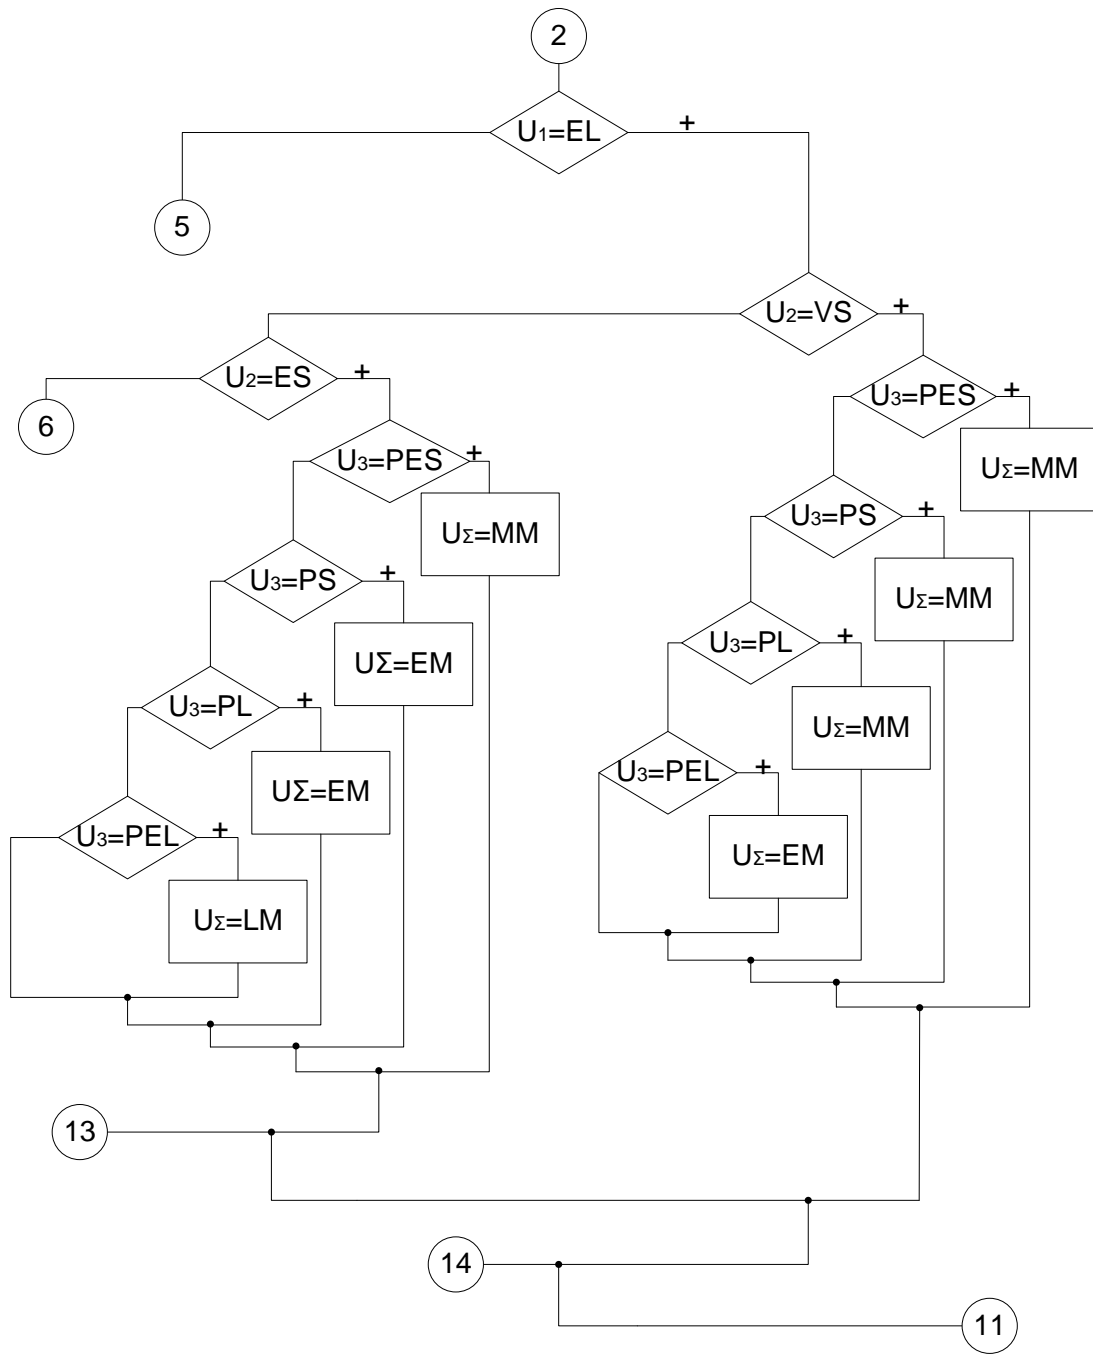 2
U₁=EL
+
5
U₂=VS
+
U₂=ES
+
6
U₃=PES
+
U₃=PES
+
UΣ=MM
UΣ=MM
U₃=PS
+
U₃=PS
+
UΣ=MM
UΣ=EM
U₃=PL
+
U₃=PL
+
UΣ=MM
UΣ=EM
U₃=PEL
+
U₃=PEL
+
UΣ=EM
UΣ=LM
13
14
11